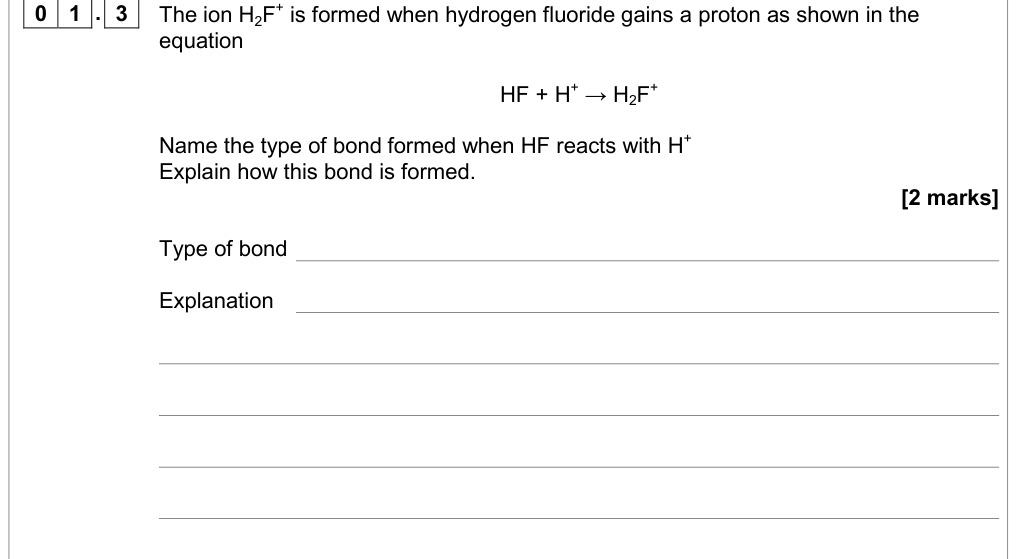 0 1 . 3 The ion H₂F⁺ is formed when hydrogen fluoride gains a proton as shown in the
equation
HF + H⁺ → H₂F⁺
Name the type of bond formed when HF reacts with H⁺
Explain how this bond is formed.
[2 marks]
Type of bond
Explanation